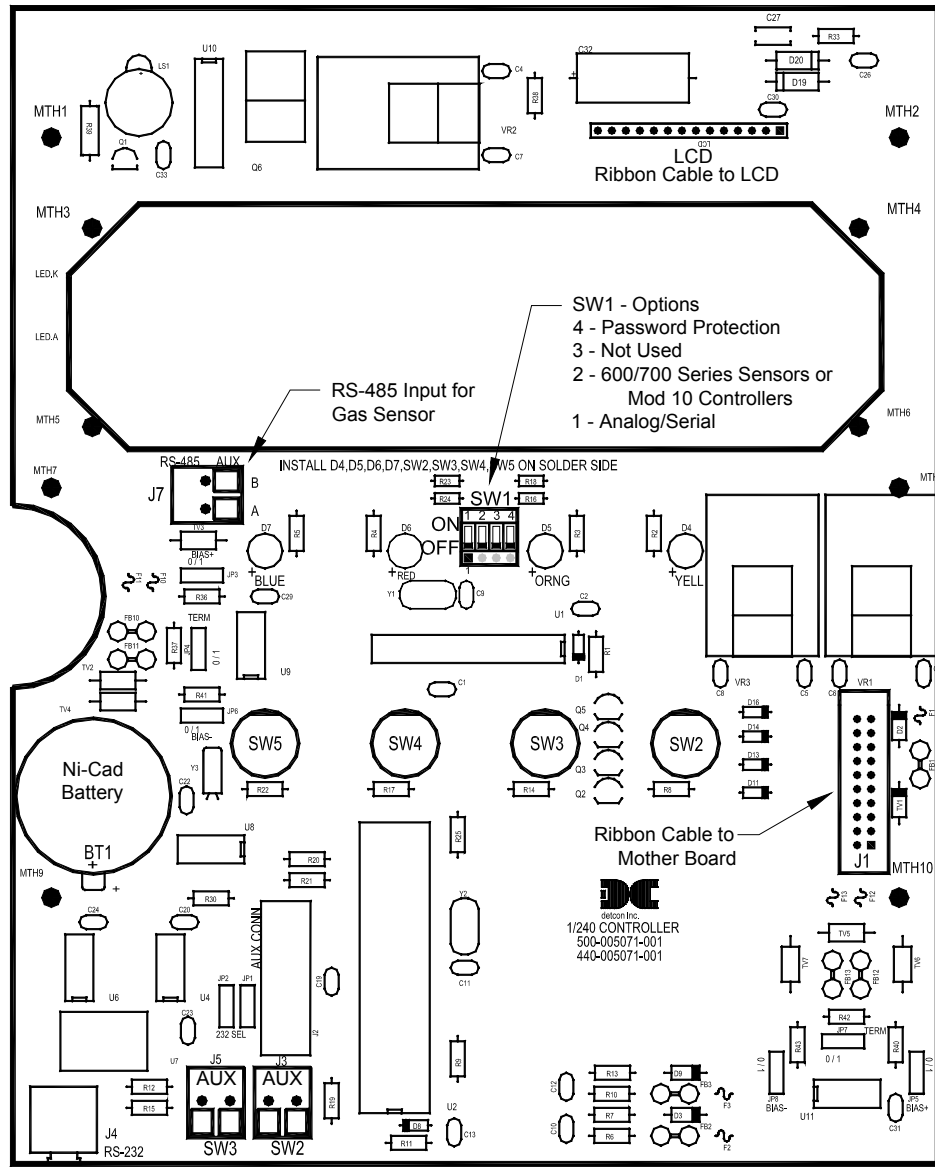 C27
R33
U10
C32
LS1
C4
D20
C26
D19
R38
C30
MTH1
MTH2
R39
VR2
Q1
LCD
C33
Q6
C7
LCD
Ribbon Cable to LCD
MTH3
MTH4
LED.K
SW1 - Options
4 - Password Protection
3 - Not Used
2 - 600/700 Series Sensors or
Mod 10 Controllers
1 - Analog/Serial
LED.A
RS-485 Input for
Gas Sensor
MTH5
MTH6
RS-485 AUX
INSTALL D4,D5,D6,D7,SW2,SW3,SW4,SW5 ON SOLDER SIDE
MTH7
J7
B
A
R23
R18
R24
R16
SW1
1 2 3 4
ON
OFF
1
TV3
BIAS+
0 / 1
JP3
D7
R5
BLUE
R4
D6
RED
D5
R3
ORNG
R2
D4
YELL
F11
F10
R36
C29
Y1
C9
C2
U1
FB10
TERM
FB11
R37
JP4
0 / 1
U9
D1
R1
TV2
TV4
R41
JP6
0 / 1
BIAS-
C1
C8
VR3
C5
C6
VR1
Q5
Q4
Q3
Q2
D16
D14
D13
D11
D2
F1
FB1
TV1
SW5
SW4
SW3
SW2
Y3
Ni-Cad
Battery
C22
R22
R17
R14
R8
Ribbon Cable to
Mother Board
J1
BT1
U8
R25
R20
R21
MTH9
MTH10
R30
C24
C20
Y2
detcon Inc.
1/240 CONTROLLER
500-005071-001
440-005071-001
F13
F12
TV5
TV7
TV6
FB13
FB12
AUX CONN
C19
C11
U6
U4
JP2
JP1
232 SEL
J2
C23
R42
JP7
TERM
0 / 1
R43
R40
0 / 1
JP8
BIAS-
0 / 1
JP5
BIAS+
U11
C31
U7
J5
J3
AUX
AUX
R9
R12
R15
R19
C12
R13
D9
R10
FB3
F3
C10
R7
D3
R6
FB2
F2
J4
RS-232
SW3
SW2
D8
R11
U2
C13